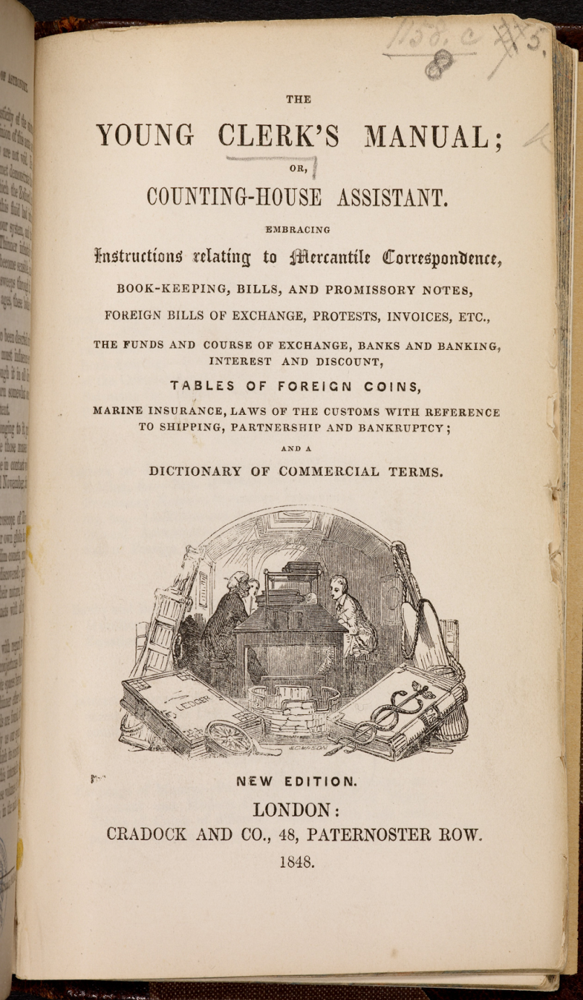 1158. c
5.
8
THE
YOUNG CLERK'S MANUAL;
OR,
COUNTING-HOUSE ASSISTANT.
EMBRACING
Instructions relating to Mercantile Correspondence,
BOOK-KEEPING, BILLS, AND PROMISSORY NOTES,
FOREIGN BILLS OF EXCHANGE, PROTESTS, INVOICES, ETC.,
THE FUNDS AND COURSE OF EXCHANGE, BANKS AND BANKING,
INTEREST AND DISCOUNT,
TABLES OF FOREIGN COINS,
MARINE INSURANCE, LAWS OF THE CUSTOMS WITH REFERENCE
TO SHIPPING, PARTNERSHIP AND BANKRUPTCY;
AND A
DICTIONARY OF COMMERCIAL TERMS.
LEDGER
NEW EDITION.
LONDON:
CRADOCK AND CO., 48, PATERNOSTER ROW.
1848.